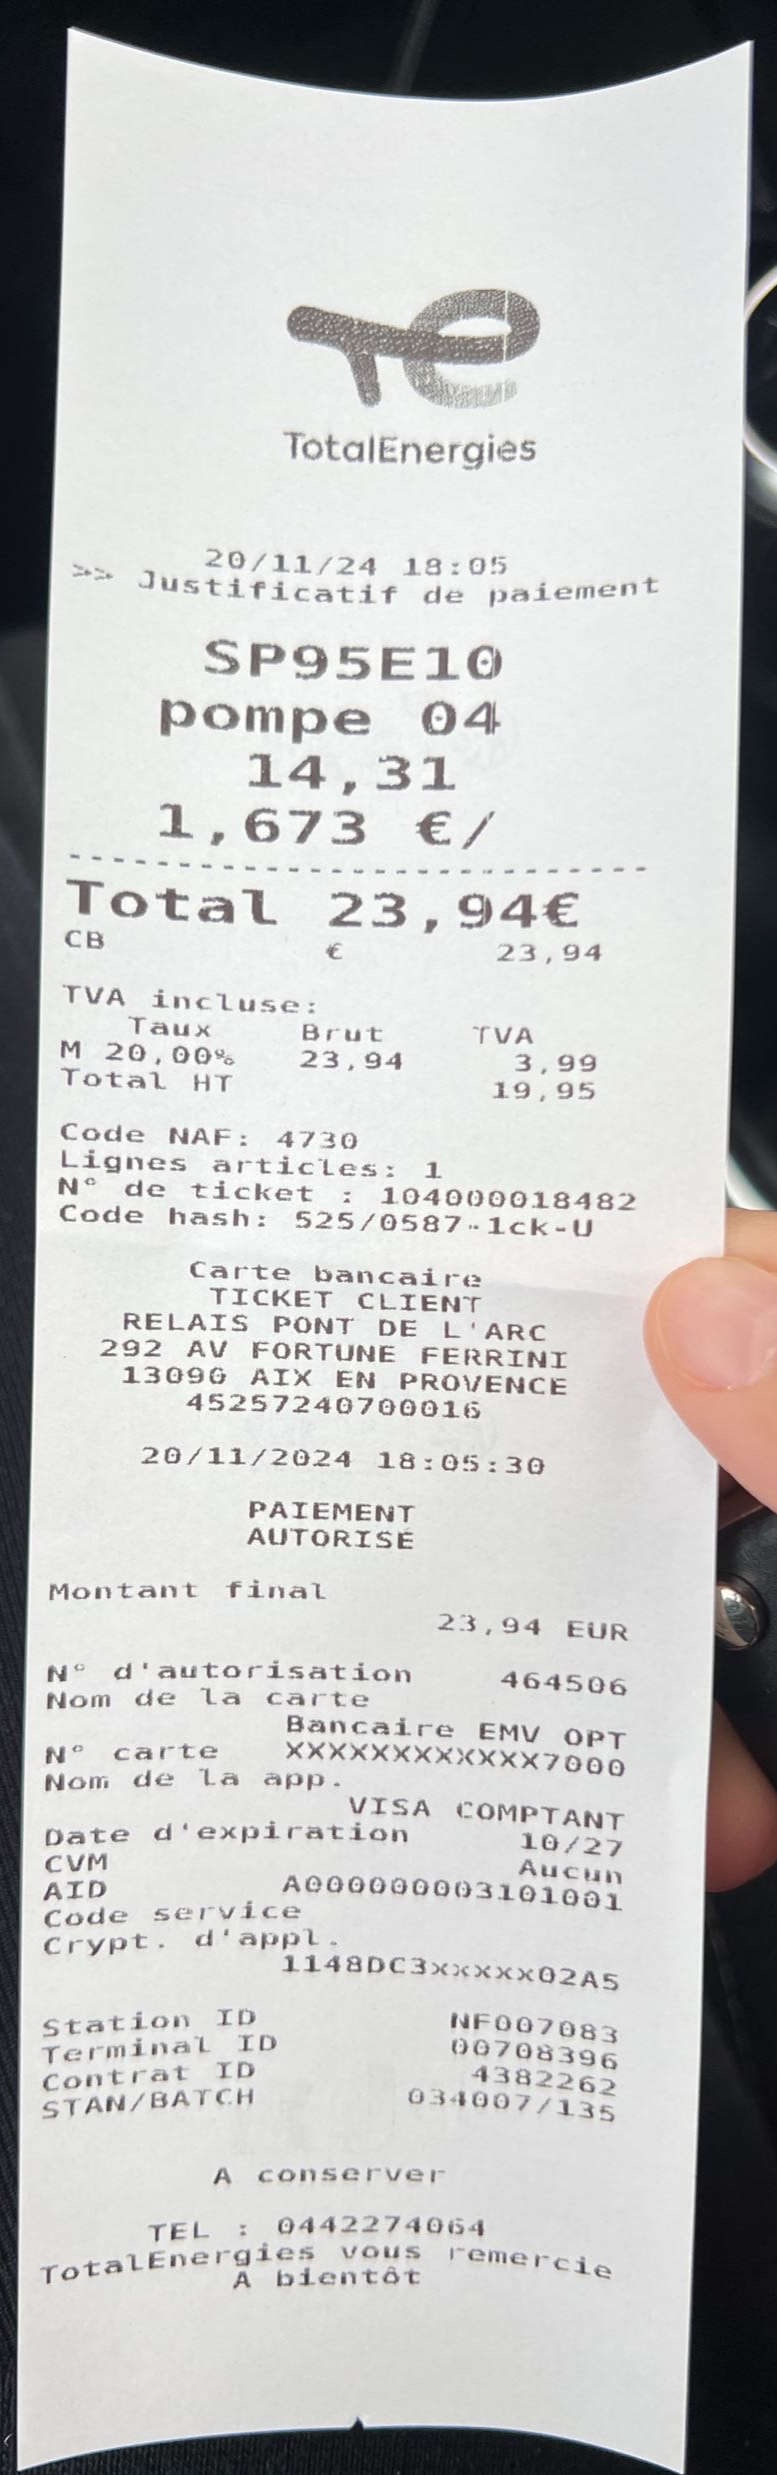 TotalEnergies
20/11/24 18:05
>> Justificatif de paiement
SP95E10
pompe 04
14,31
1,673 €/
Total 23,94€
CB € 23,94
TVA incluse:
Taux Brut TVA
M 20,00% 23,94 3,99
Total HT 19,95
Code NAF: 4730
Lignes articles: 1
N° de ticket : 104000018482
Code hash: 525/0587-1ck-U
Carte bancaire
TICKET CLIENT
RELAIS PONT DE L'ARC
292 AV FORTUNE FERRINI
13090 AIX EN PROVENCE
45257240700016
20/11/2024 18:05:30
PAIEMENT
AUTORISÉ
Montant final
23,94 EUR
N° d'autorisation 464506
Nom de la carte
Bancaire EMV OPT
N° carte XXXXXXXXXXXX7000
Nom de la app.
VISA COMPTANT
Date d'expiration 10/27
CVM Aucun
AID A0000000003101001
Code service
Crypt. d'appl.
1148DC3xxxxx02A5
Station ID NF007083
Terminal ID 00708396
Contrat ID 4382262
STAN/BATCH 034007/135
A conserver
TEL : 0442274064
TotalEnergies vous remercie
A bientôt